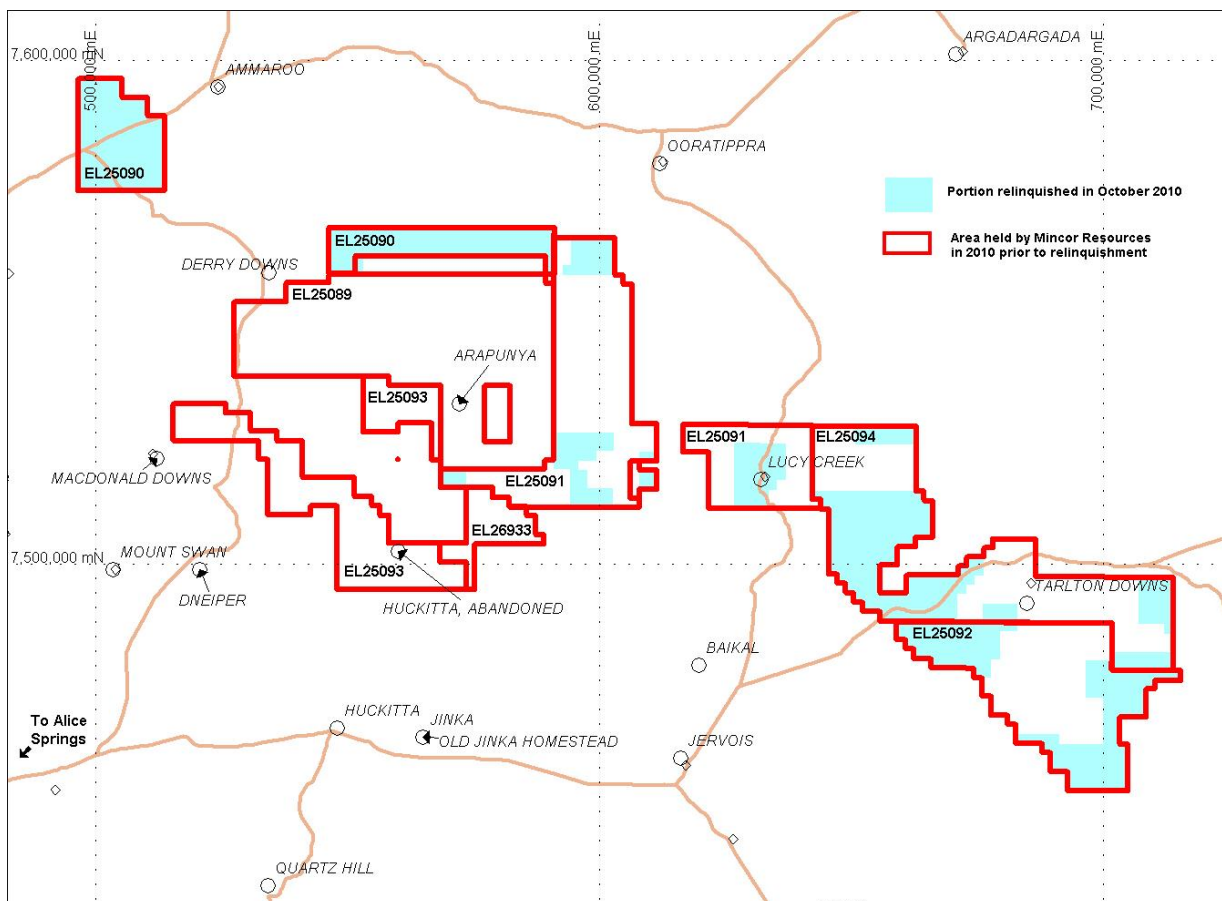 ARGADARGADA
7,600,000 mE
500,000 mE
600,000 mE
700,000 mE
AMMAROO
OORATIPPRA
EL25090
Portion relinquished in October 2010
EL25090
Area held by Mincor Resources
in 2010 prior to relinquishment
DERRY DOWNS
EL25089
ARAPUNYA
EL25093
EL25091
EL25094
LUCY CREEK
MACDONALD DOWNS
EL25091
EL26933
MOUNT SWAN
7,500,000 mN
EL25093
DNEIPER
HUCKITTA, ABANDONED
TARLTON DOWNS
EL25092
BAIKAL
To Alice
Springs
HUCKITTA
JINKA
OLD JINKA HOMESTEAD
JERVOIS
QUARTZ HILL